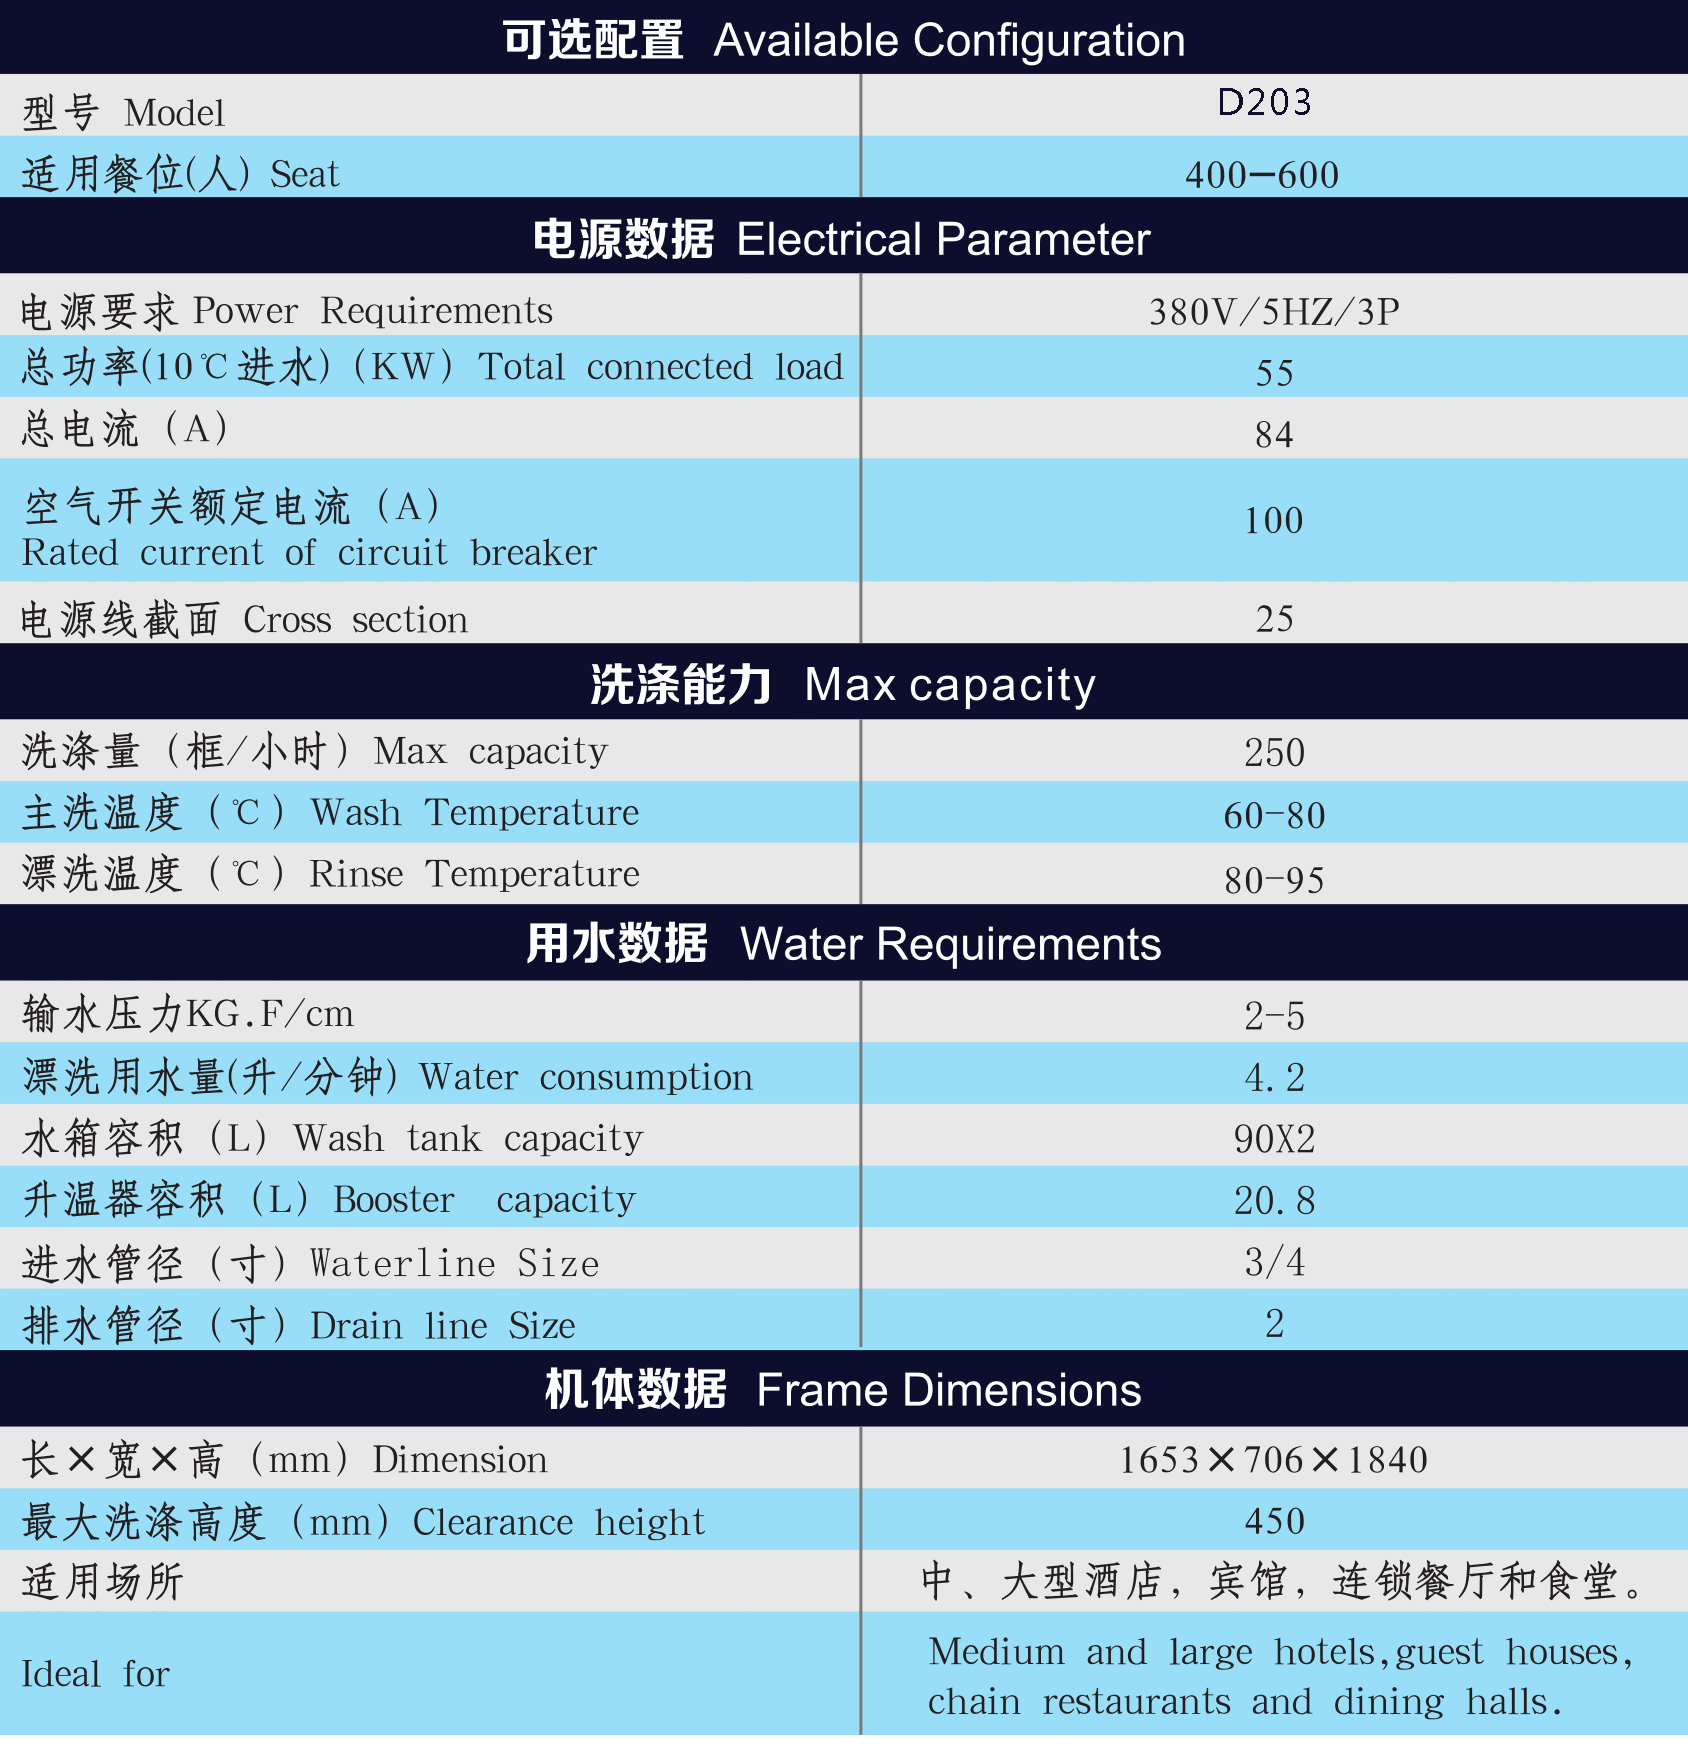 可选配置 Available Configuration
型号 Model D203
适用餐位(人) Seat 400-600
电源数据 Electrical Parameter
电源要求 Power Requirements 380V/5HZ/3P
总功率(10℃进水)（KW）Total connected load 55
总电流（A） 84
空气开关额定电流（A） 100
Rated current of circuit breaker
电源线截面 Cross section 25
洗涤能力 Max capacity
洗涤量（框/小时）Max capacity 250
主洗温度（℃）Wash Temperature 60-80
漂洗温度（℃）Rinse Temperature 80-95
用水数据 Water Requirements
输水压力KG.F/cm 2-5
漂洗用水量(升/分钟) Water consumption 4.2
水箱容积（L）Wash tank capacity 90X2
升温器容积（L）Booster capacity 20.8
进水管径（寸）Waterline Size 3/4
排水管径（寸）Drain line Size 2
机体数据 Frame Dimensions
长×宽×高（mm）Dimension 1653×706×1840
最大洗涤高度（mm）Clearance height 450
适用场所 中、大型酒店，宾馆，连锁餐厅和食堂。
Ideal for Medium and large hotels,guest houses,
chain restaurants and dining halls.